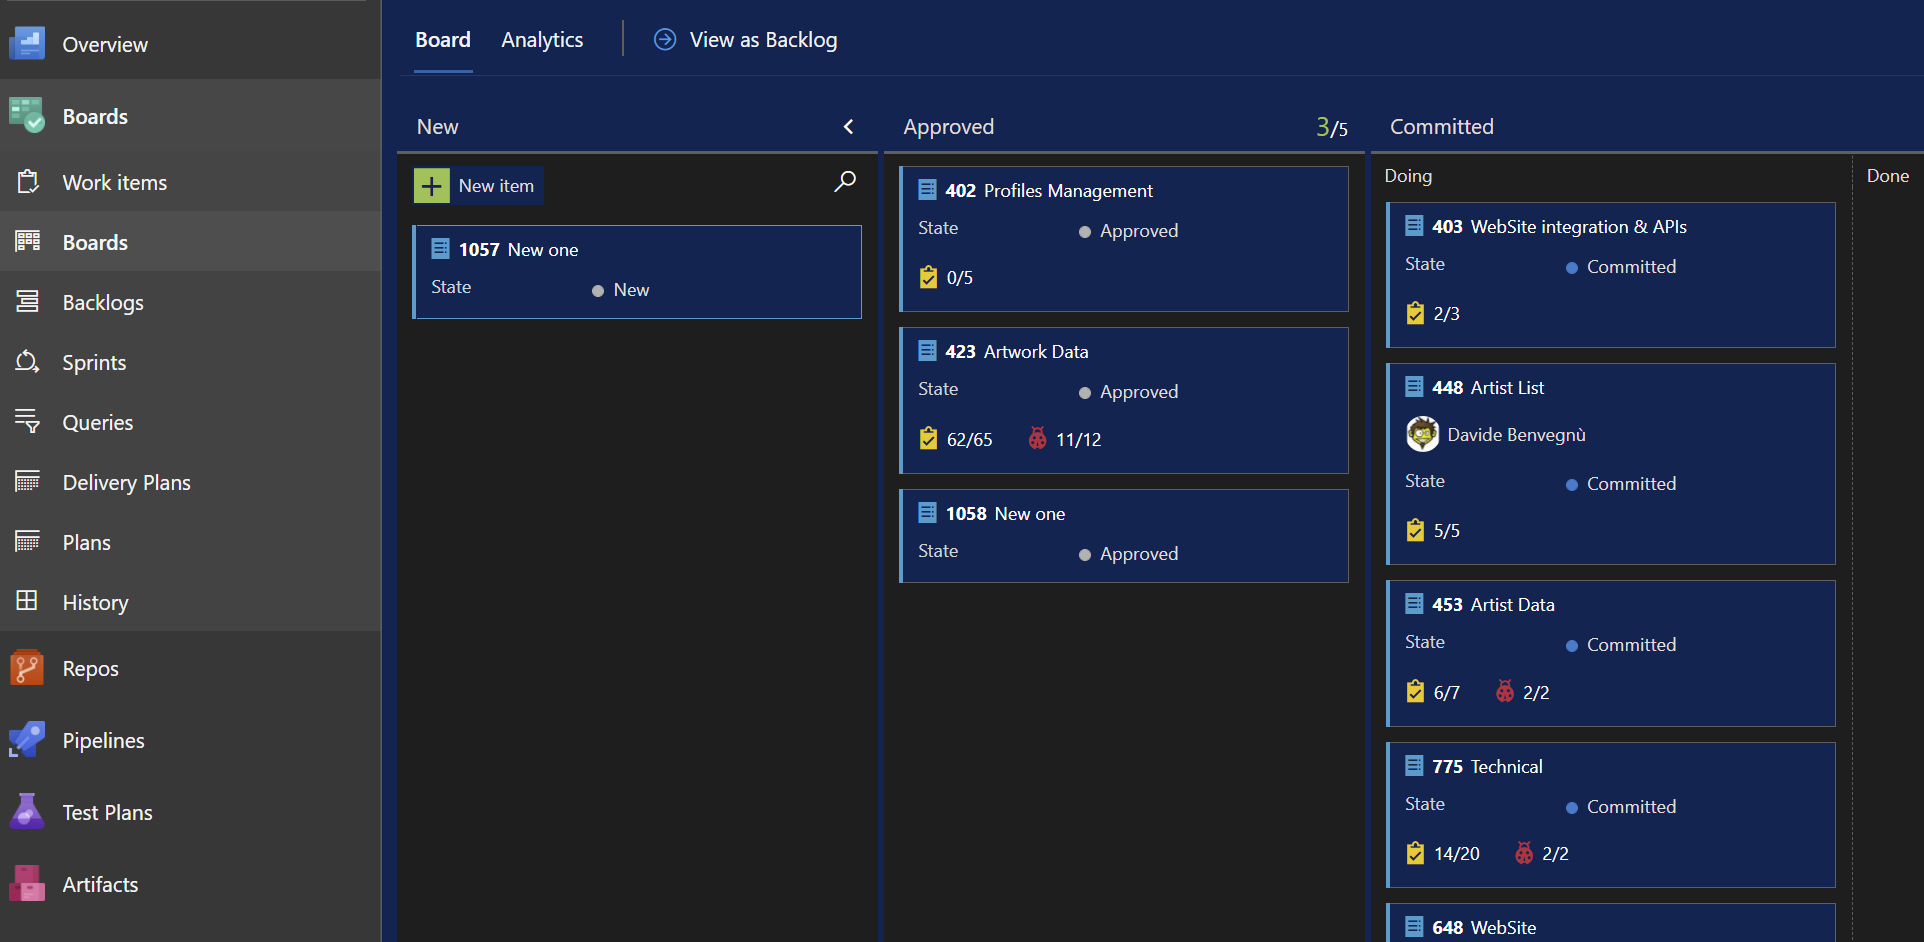 Overview
Boards
Work items
Boards
Backlogs
Sprints
Queries
Delivery Plans
Plans
History
Repos
Pipelines
Test Plans
Artifacts
Board Analytics View as Backlog
New
New item
1057 New one
State New
Approved 3/5
402 Profiles Management
State Approved
0/5
423 Artwork Data
State Approved
62/65 11/12
1058 New one
State Approved
Committed
Doing Done
403 WebSite integration & APIs
State Committed
2/3
448 Artist List
Davide Benvegnù
State Committed
5/5
453 Artist Data
State Committed
6/7 2/2
775 Technical
State Committed
14/20 2/2
648 WebSite